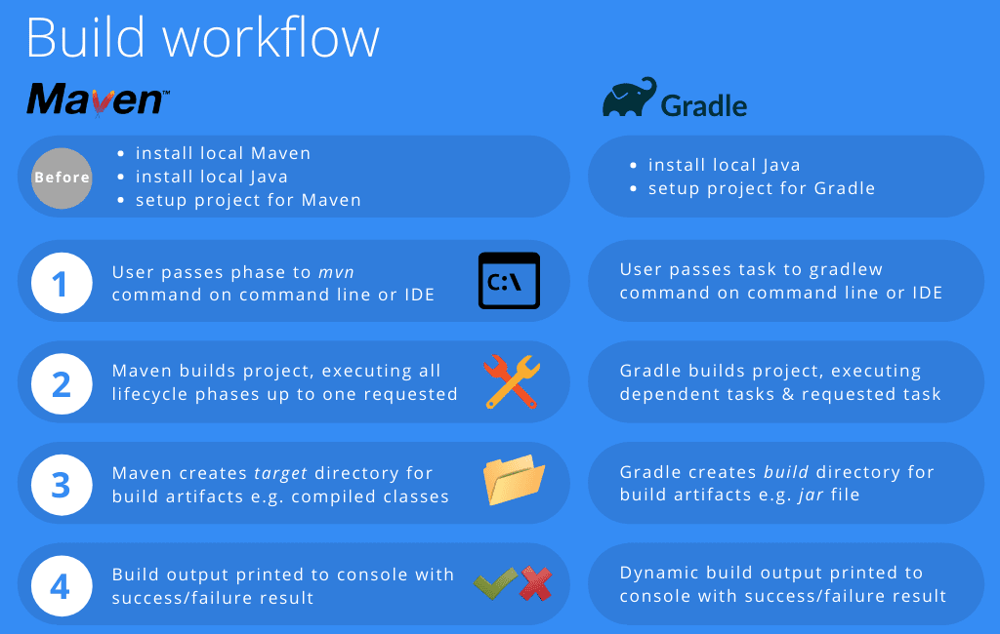 Build workflow
Maven™
Gradle
Before
• install local Maven
• install local Java
• setup project for Maven
• install local Java
• setup project for Gradle
1
User passes phase to mvn
command on command line or IDE
C:\
User passes task to gradlew
command on command line or IDE
2
Maven builds project, executing all
lifecycle phases up to one requested
Gradle builds project, executing
dependent tasks & requested task
3
Maven creates target directory for
build artifacts e.g. compiled classes
Gradle creates build directory for
build artifacts e.g. jar file
4
Build output printed to console with
success/failure result
Dynamic build output printed to
console with success/failure result